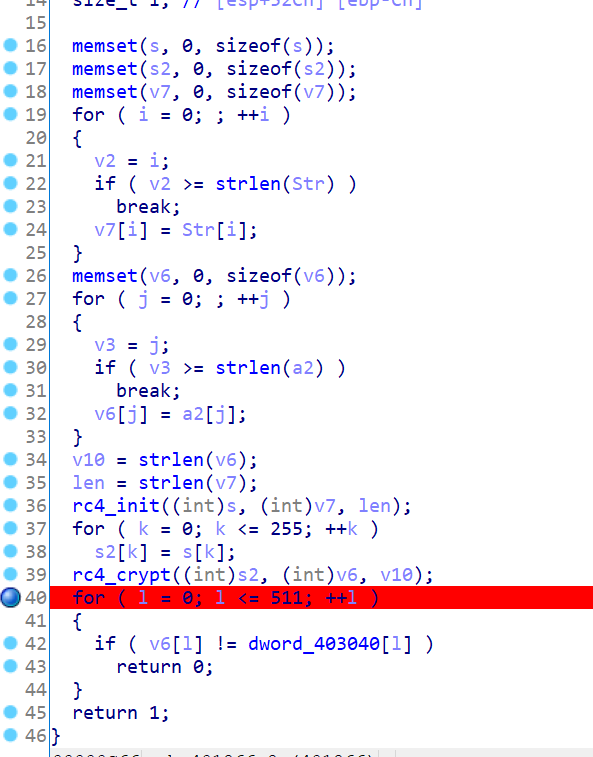 14 size_t i; // [esp+52Ch] [ebp-Ch]
15
16 memset(s, 0, sizeof(s));
17 memset(s2, 0, sizeof(s2));
18 memset(v7, 0, sizeof(v7));
19 for ( i = 0; ; ++i )
20 {
21 v2 = i;
22 if ( v2 >= strlen(Str) )
23 break;
24 v7[i] = Str[i];
25 }
26 memset(v6, 0, sizeof(v6));
27 for ( j = 0; ; ++j )
28 {
29 v3 = j;
30 if ( v3 >= strlen(a2) )
31 break;
32 v6[j] = a2[j];
33 }
34 v10 = strlen(v6);
35 len = strlen(v7);
36 rc4_init((int)s, (int)v7, len);
37 for ( k = 0; k <= 255; ++k )
38 s2[k] = s[k];
39 rc4_crypt((int)s2, (int)v6, v10);
40 for ( l = 0; l <= 511; ++l )
41 {
42 if ( v6[l] != dword_403040[l] )
43 return 0;
44 }
45 return 1;
46 }